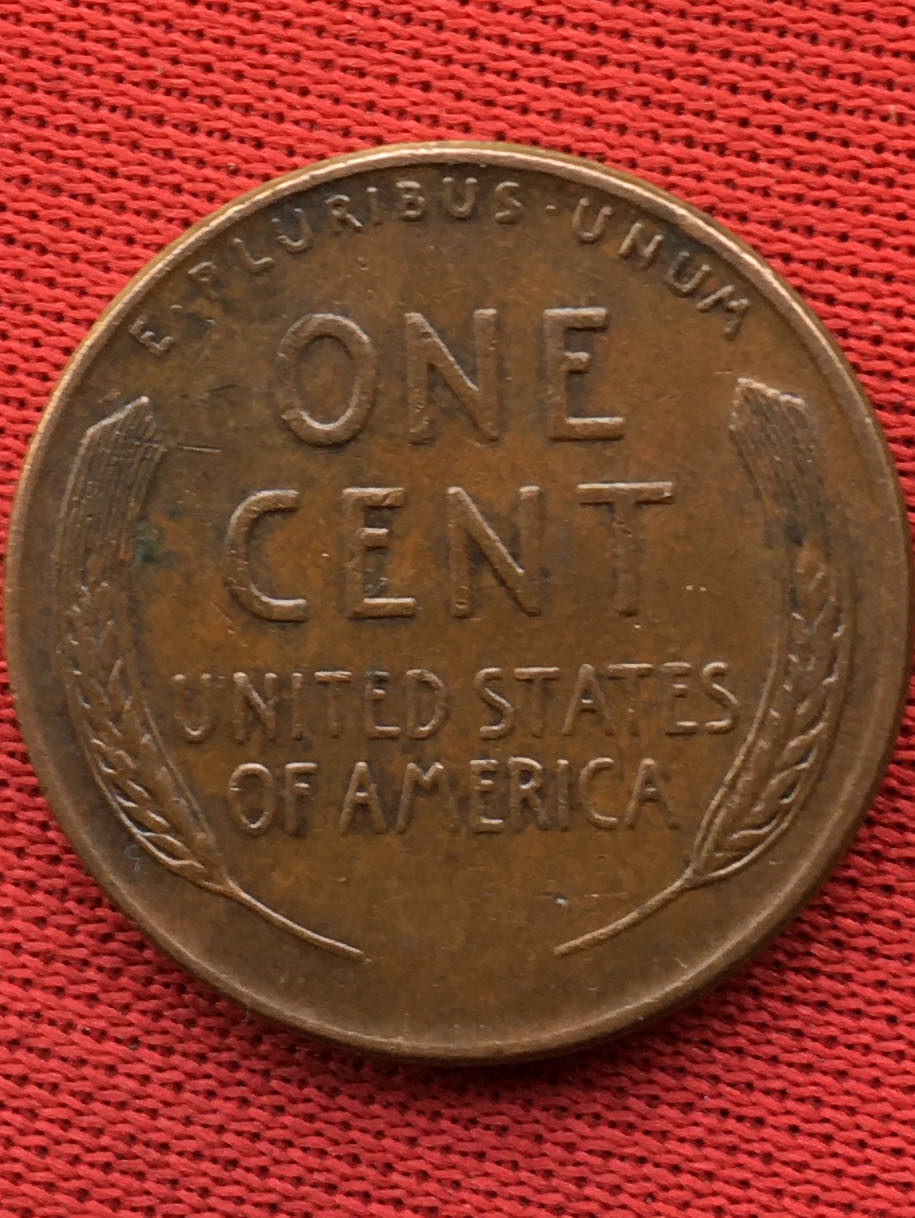 E·PLURIBUS·UNUM
ONE
CENT
UNITED STATES
OF AMERICA